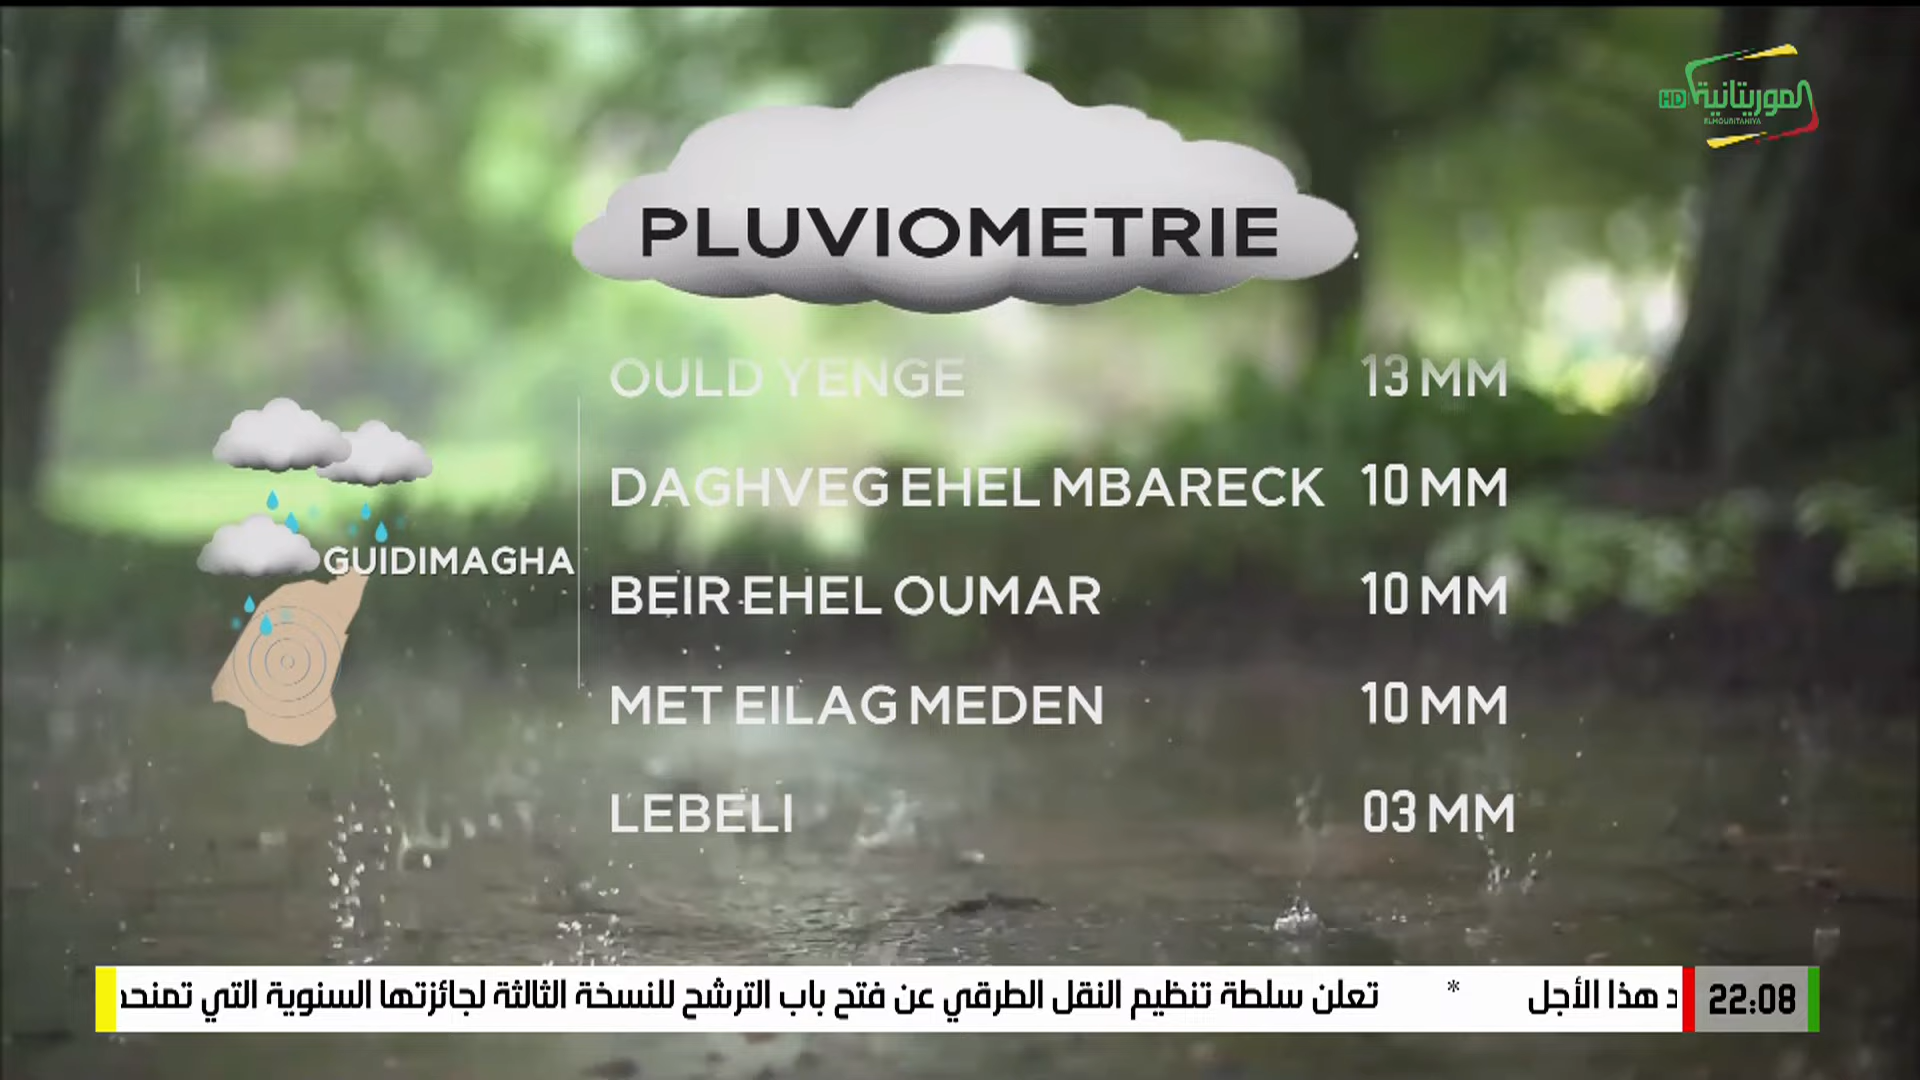 الموريتانية
HD
ELMOURITANIYA
PLUVIOMETRIE
GUIDIMAGHA
OULD YENGE 13 MM
DAGHVEG EHEL MBARECK 10 MM
BEIR EHEL OUMAR 10 MM
MET EILAG MEDEN 10 MM
LEBELI 03 MM
د هذا الأجل * تعلن سلطة تنظيم النقل الطرقي عن فتح باب الترشح للنسخة الثالثة لجائزتها السنوية التي تمنحد
22:08